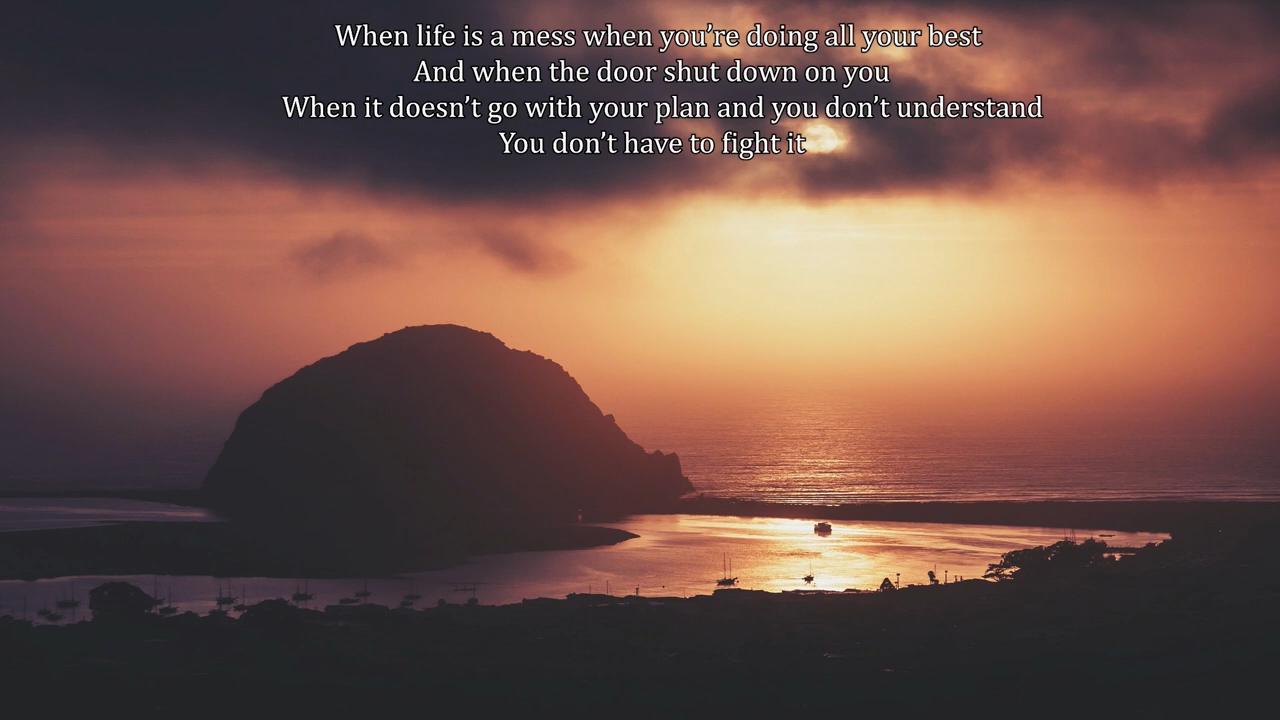 When life is a mess when you’re doing all your best
And when the door shut down on you
When it doesn’t go with your plan and you don’t understand
You don’t have to fight it